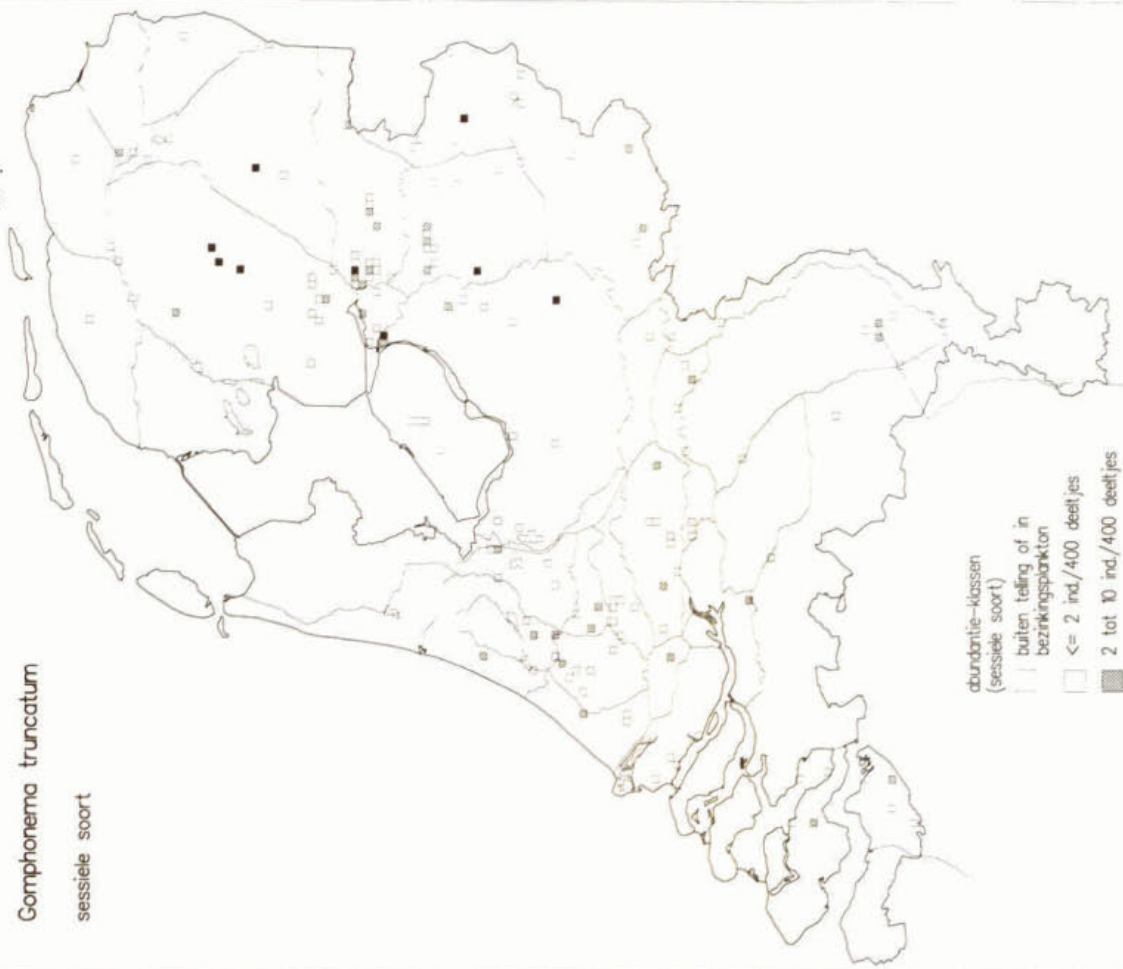 Gomphonema truncatum
sessiele soort
abundantie-klassen
(sessiele soort)
buiten telling of in
bezinkingsplankton
<= 2 ind./400 deeltjes
2 tot 10 ind./400 deeltjes